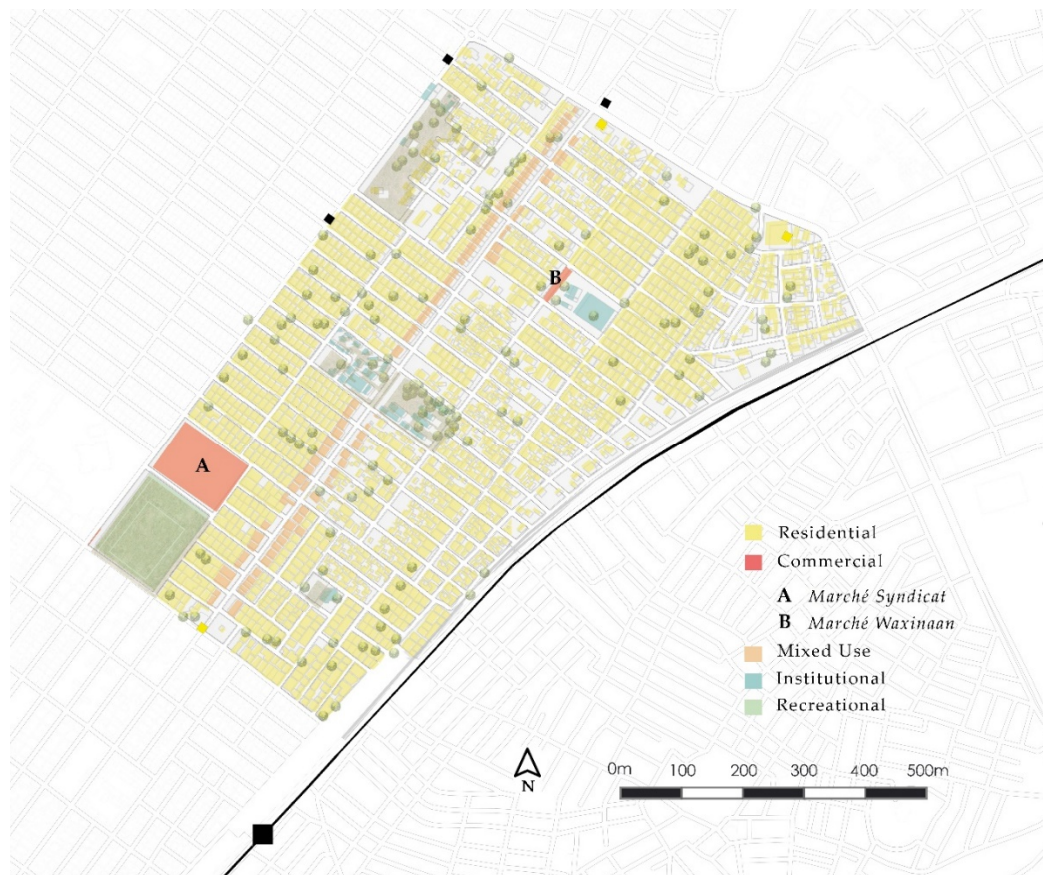 B
A
Residential
Commercial
A Marché Syndicat
B Marché Waxinaan
Mixed Use
Institutional
Recreational
N
0m 100 200 300 400 500m